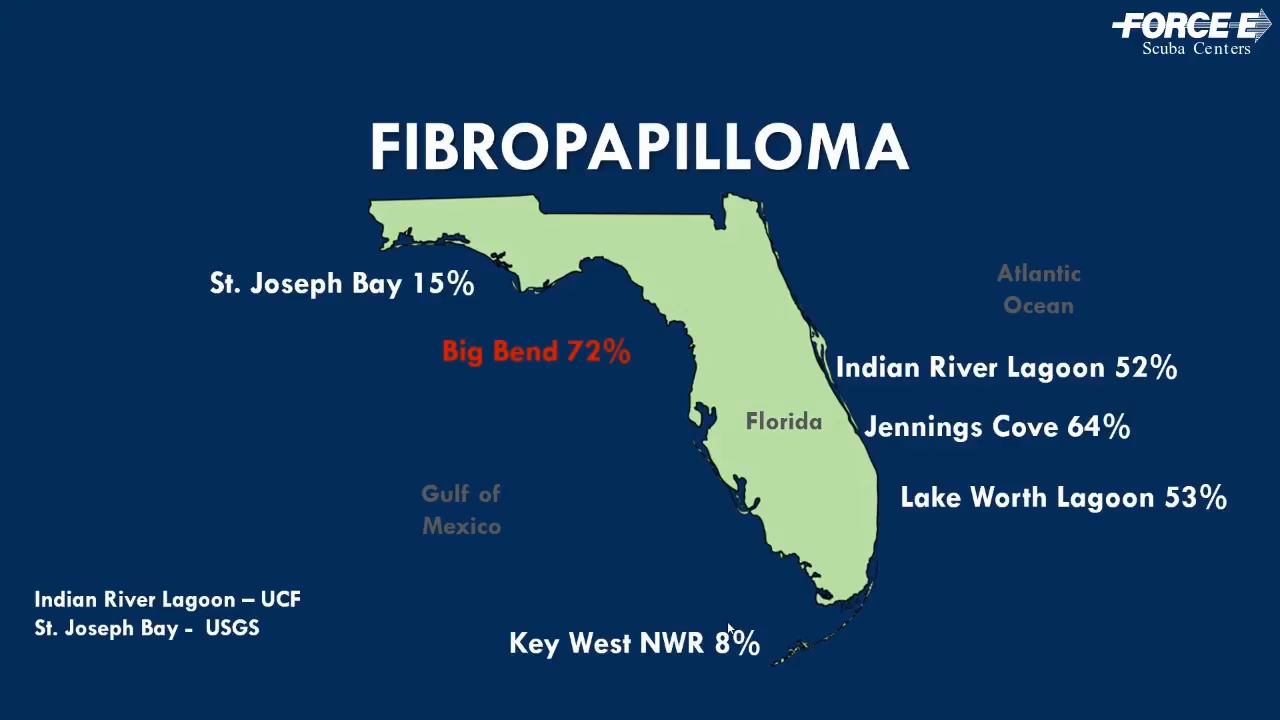 FORCE E
Scuba Centers
FIBROPAPILLOMA
St. Joseph Bay 15%
Atlantic
Ocean
Big Bend 72%
Indian River Lagoon 52%
Florida
Jennings Cove 64%
Gulf of
Mexico
Lake Worth Lagoon 53%
Indian River Lagoon – UCF
St. Joseph Bay - USGS
Key West NWR 8%